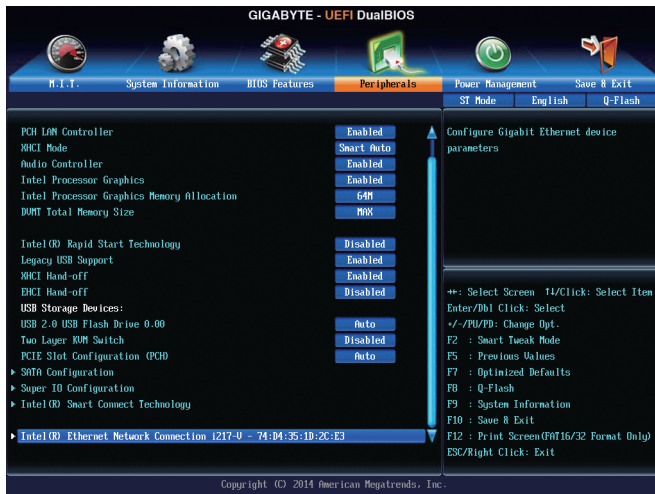 GIGABYTE - UEFI DualBIOS
M.I.T. System Information BIOS Features Peripherals Power Management Save & Exit
ST Mode English Q-Flash
PCH LAN Controller Enabled
XHCI Mode Smart Auto
Audio Controller Enabled
Intel Processor Graphics Enabled
Intel Processor Graphics Memory Allocation 64M
DVMT Total Memory Size MAX
Intel(R) Rapid Start Technology Disabled
Legacy USB Support Enabled
XHCI Hand-off Enabled
EHCI Hand-off Disabled
USB Storage Devices:
USB 2.0 USB Flash Drive 0.00 Auto
Two Layer KVM Switch Disabled
PCIE Slot Configuration (PCH) Auto
SATA Configuration
Super IO Configuration
Intel(R) Smart Connect Technology
Intel(R) Ethernet Network Connection i217-V - 74:D4:35:1D:2C:E3
Configure Gigabit Ethernet device
parameters
→←: Select Screen ↑↓/Click: Select Item
Enter/Dbl Click: Select
+/-/PU/PD: Change Opt.
F2 : Smart Tweak Mode
F5 : Previous Values
F7 : Optimized Defaults
F8 : Q-Flash
F9 : System Information
F10 : Save & Exit
F12 : Print Screen(FAT16/32 Format Only)
ESC/Right Click: Exit
Copyright (C) 2014 American Megatrends, Inc.